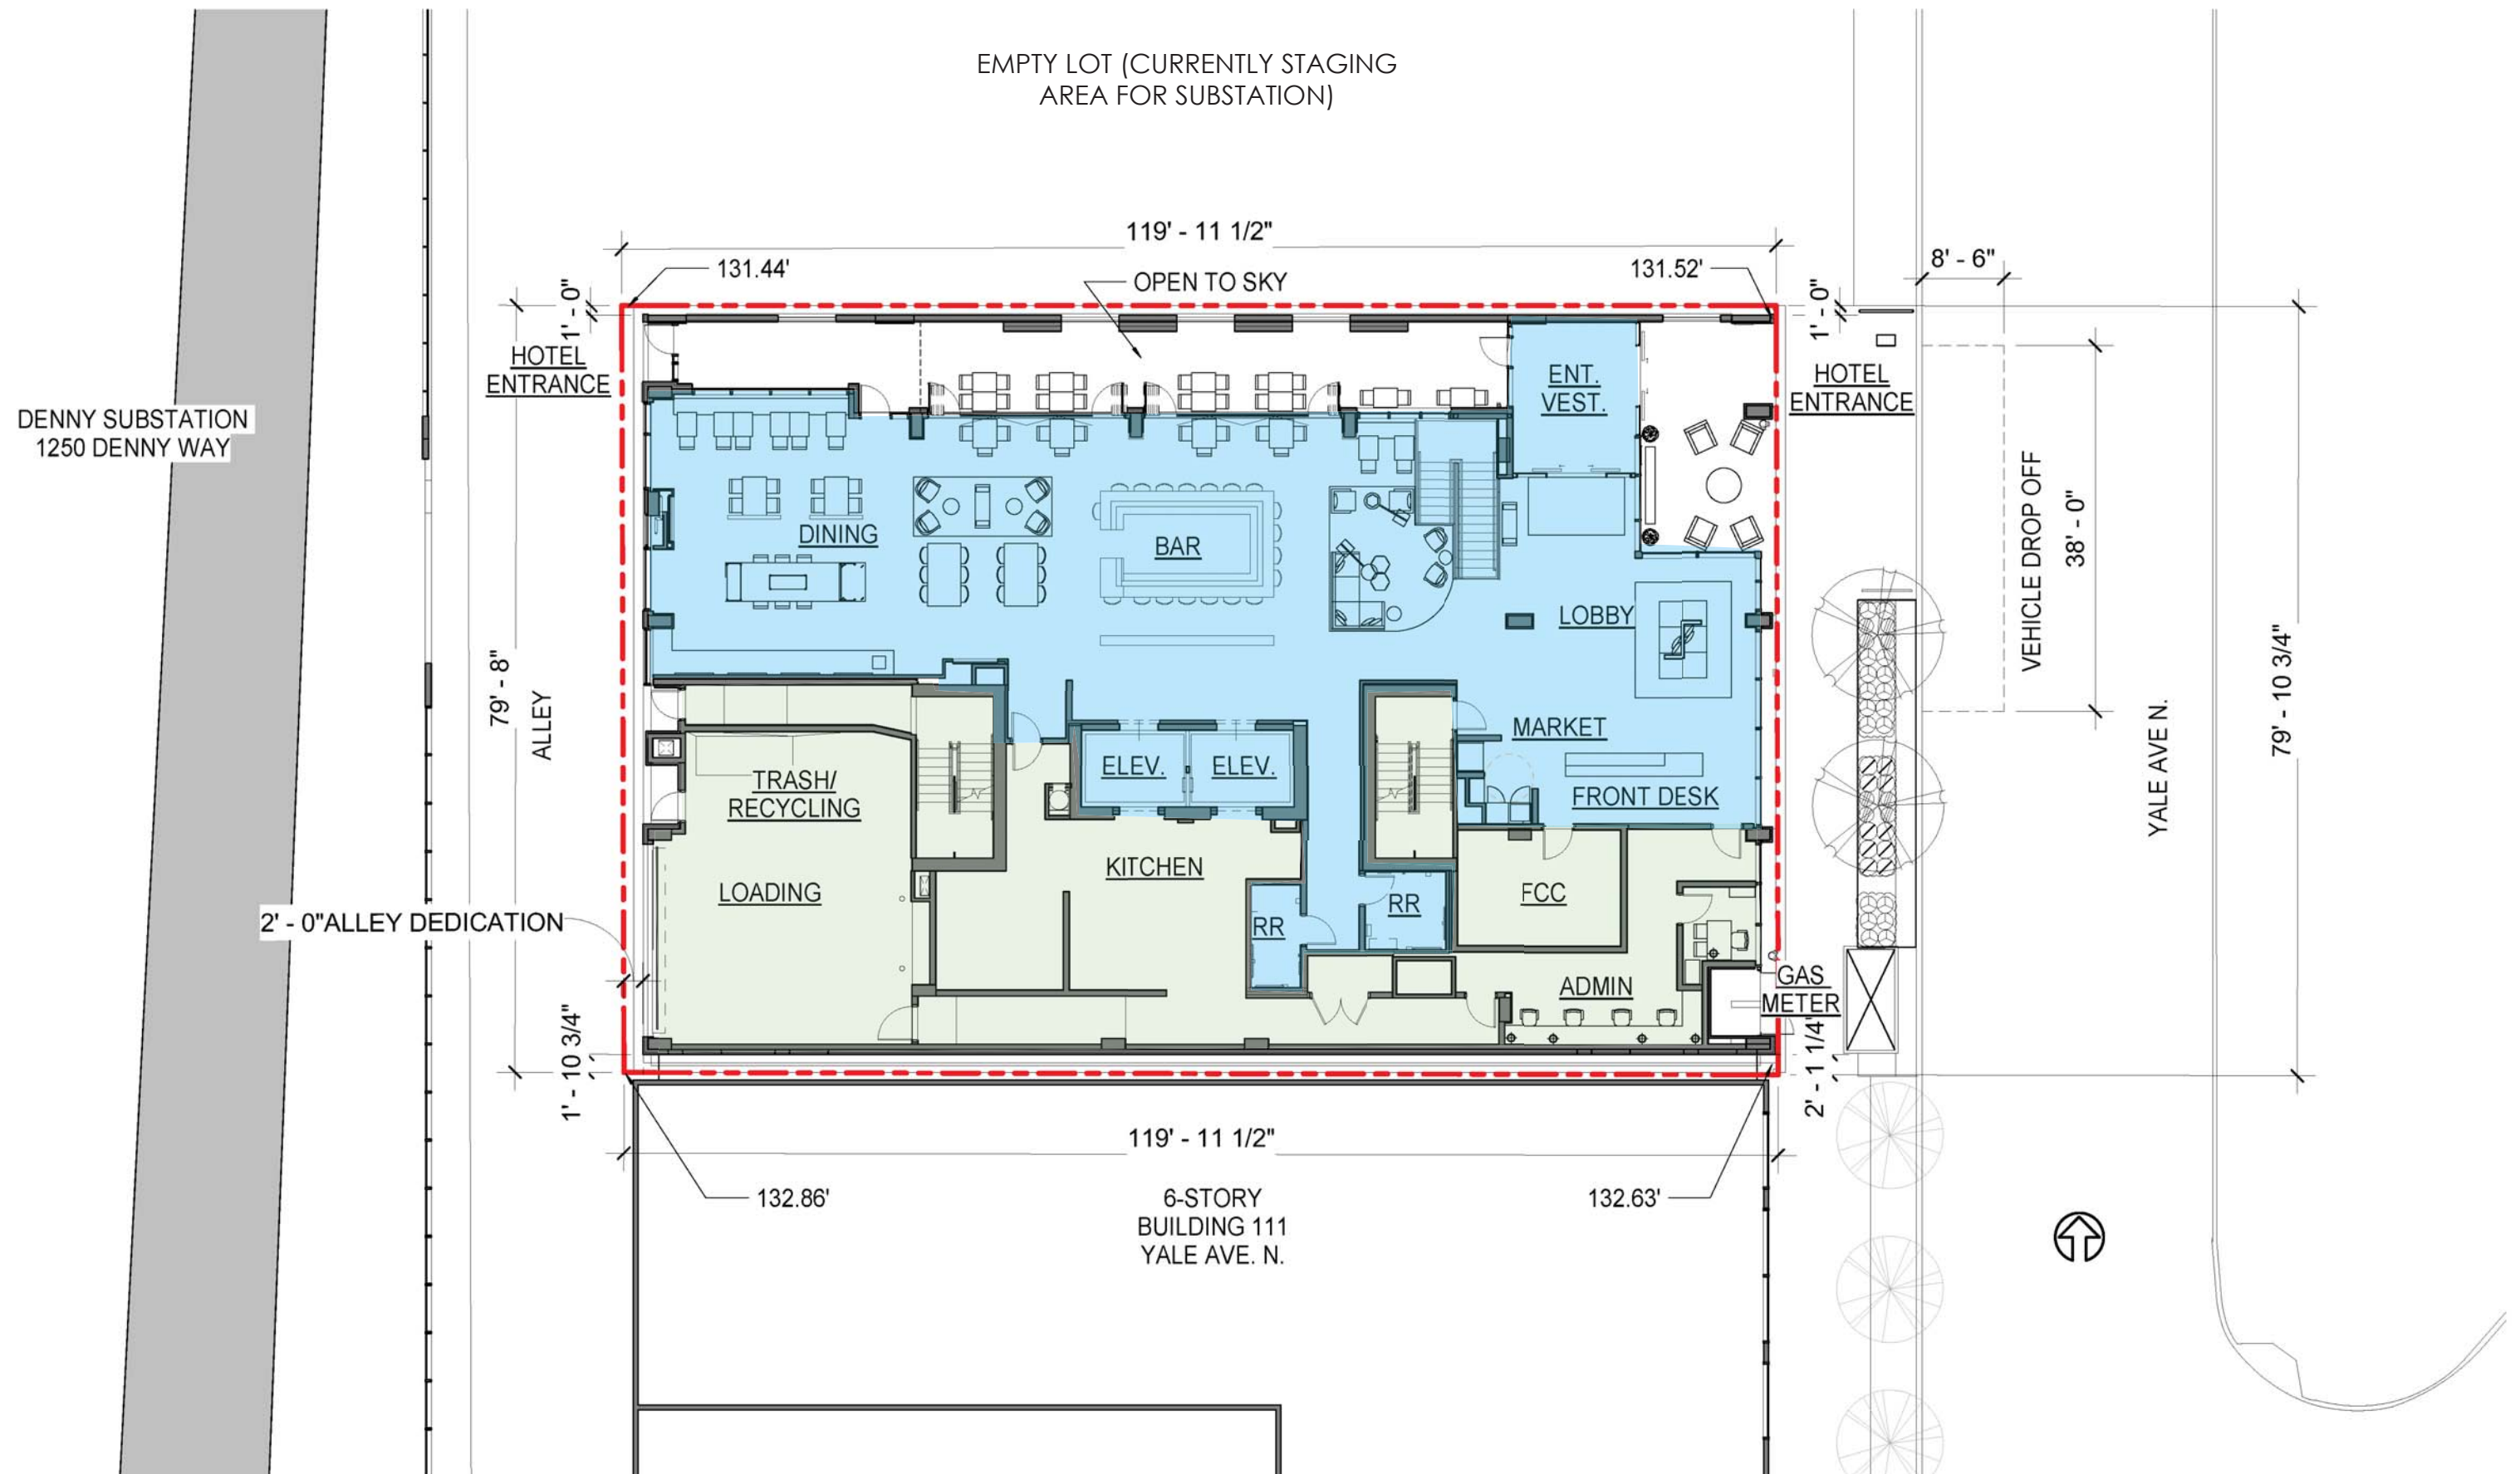 EMPTY LOT (CURRENTLY STAGING
AREA FOR SUBSTATION)
119' - 11 1/2"
131.44'
OPEN TO SKY
131.52'
8' - 6"
1' - 0"
1' - 0"
HOTEL
ENTRANCE
ENT.
VEST.
HOTEL
ENTRANCE
DENNY SUBSTATION
1250 DENNY WAY
VEHICLE DROP OFF
38' - 0"
DINING
BAR
LOBBY
79' - 8"
ALLEY
79' - 10 3/4"
YALE AVE N.
MARKET
ELEV.
ELEV.
TRASH/
RECYCLING
FRONT DESK
KITCHEN
LOADING
FCC
RR
RR
2' - 0"ALLEY DEDICATION
ADMIN
GAS
METER
1' - 10 3/4"
2' - 1 1/4"
119' - 11 1/2"
132.86'
6-STORY
BUILDING 111
YALE AVE. N.
132.63'